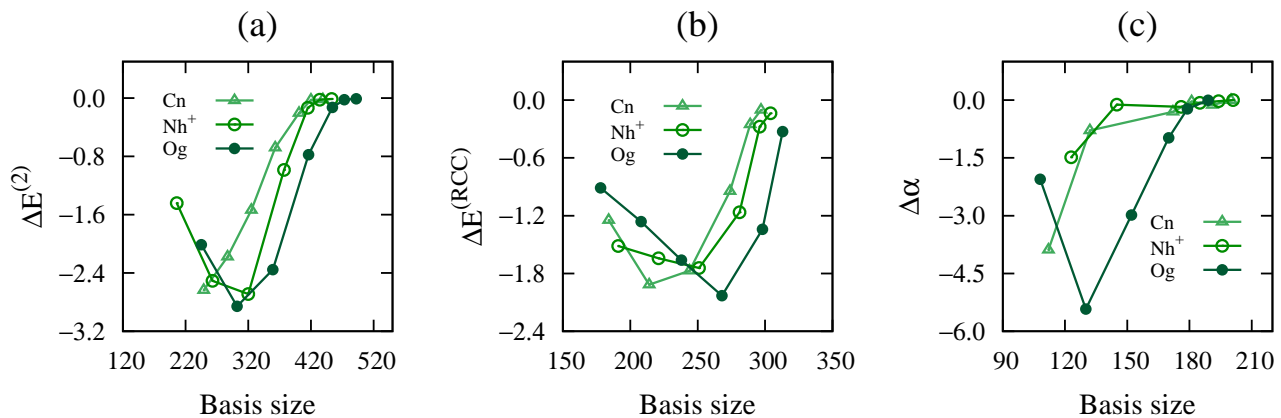 (a)
ΔE^(2)
0.0
−0.8
−1.6
−2.4
−3.2
Cn
Nh⁺
Og
120 220 320 420 520
Basis size
(b)
ΔE^(RCC)
0.0
−0.6
−1.2
−1.8
−2.4
Cn
Nh⁺
Og
150 200 250 300 350
Basis size
(c)
Δα
0.0
−1.5
−3.0
−4.5
−6.0
Cn
Nh⁺
Og
90 120 150 180 210
Basis size